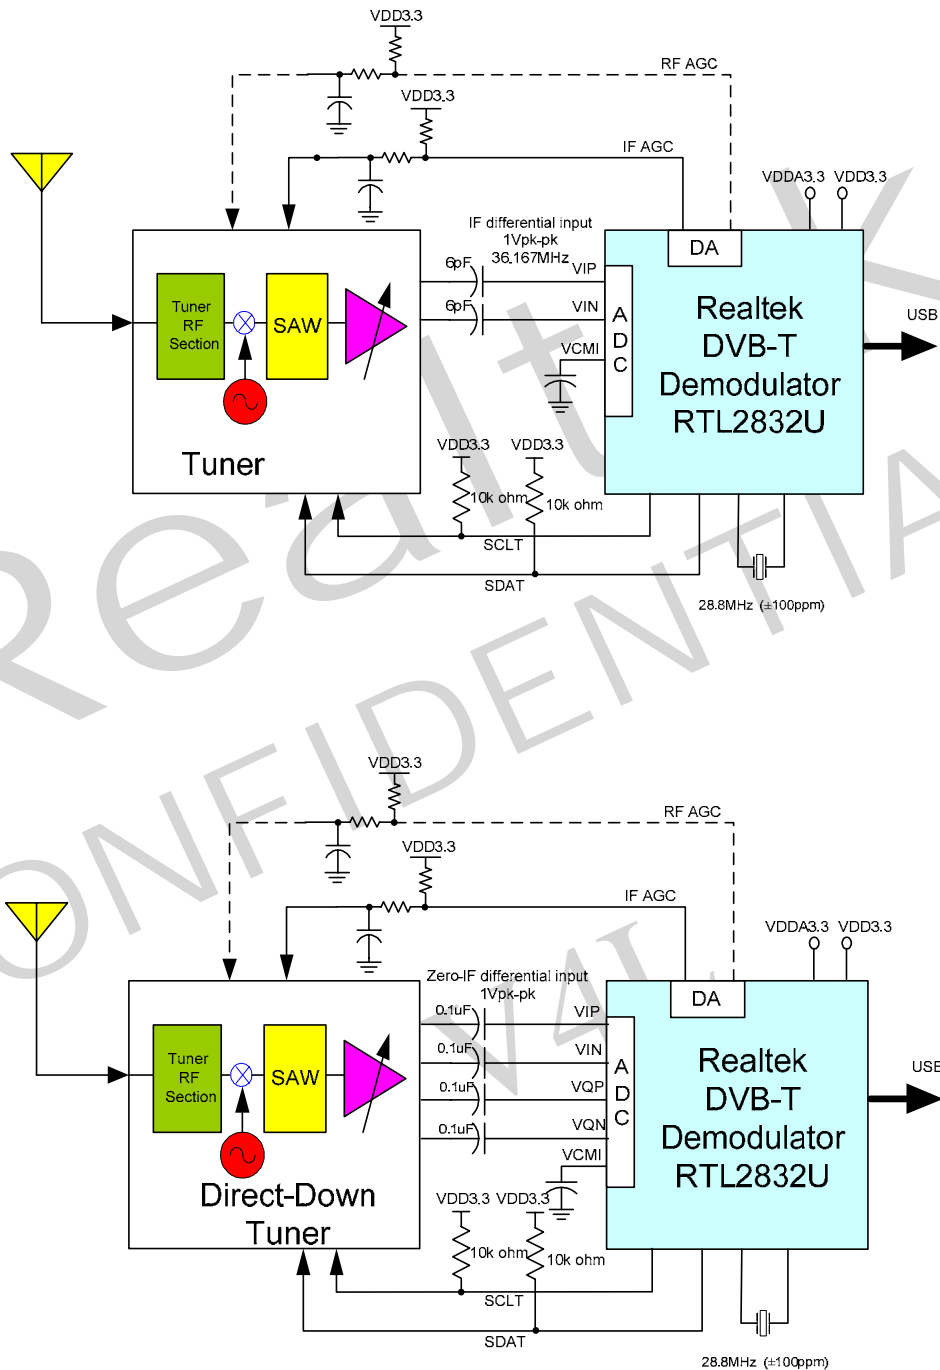 VDD3.3
RF AGC
VDD3.3
IF AGC
VDDA3.3 VDD3.3
IF differential input
1Vpk-pk
36.167MHz
DA
6pF
VIP
6pF
VIN
VCMI
ADC
Tuner
RF
Section
SAW
Tuner
Realtek
DVB-T
Demodulator
RTL2832U
USB
VDD3.3 VDD3.3
10k ohm 10k ohm
SCLT
SDAT
28.8MHz (±100ppm)
Realtek
CONFIDENTIAL
V4L
VDD3.3
RF AGC
VDD3.3
IF AGC
VDDA3.3 VDD3.3
Zero-IF differential input
1Vpk-pk
DA
0.1uF
VIP
0.1uF
VIN
0.1uF
VQP
0.1uF
VQN
VCMI
ADC
Tuner
RF
Section
SAW
Direct-Down
Tuner
Realtek
DVB-T
Demodulator
RTL2832U
USB
VDD3.3 VDD3.3
10k ohm 10k ohm
SCLT
SDAT
28.8MHz (±100ppm)